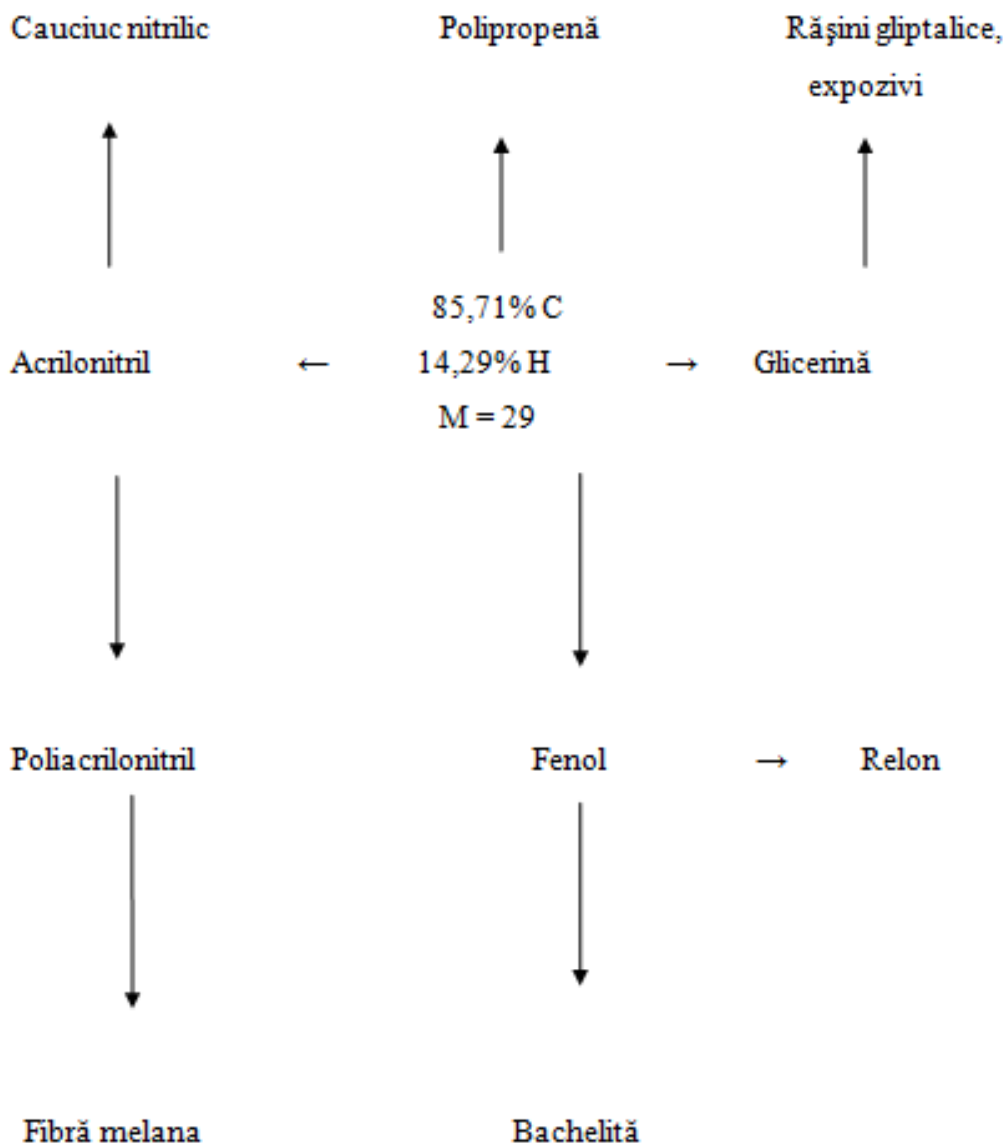 Cauciuc nitrilic Polipropenă Răşini gliptalice,
expozivi
85,71% C
Acrilonitril ← 14,29% H → Glicerină
M = 29
Poliacrilonitril Fenol → Relon
Fibră melana Bachelită